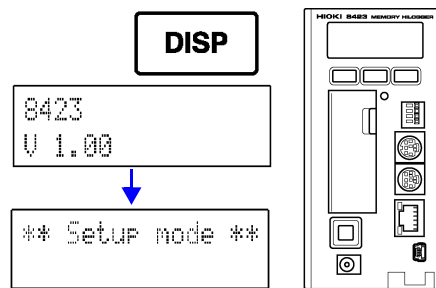 DISP
8423
V 1.00
** Setup mode **
HIOKI 8423 MEMORY HiLOGGER